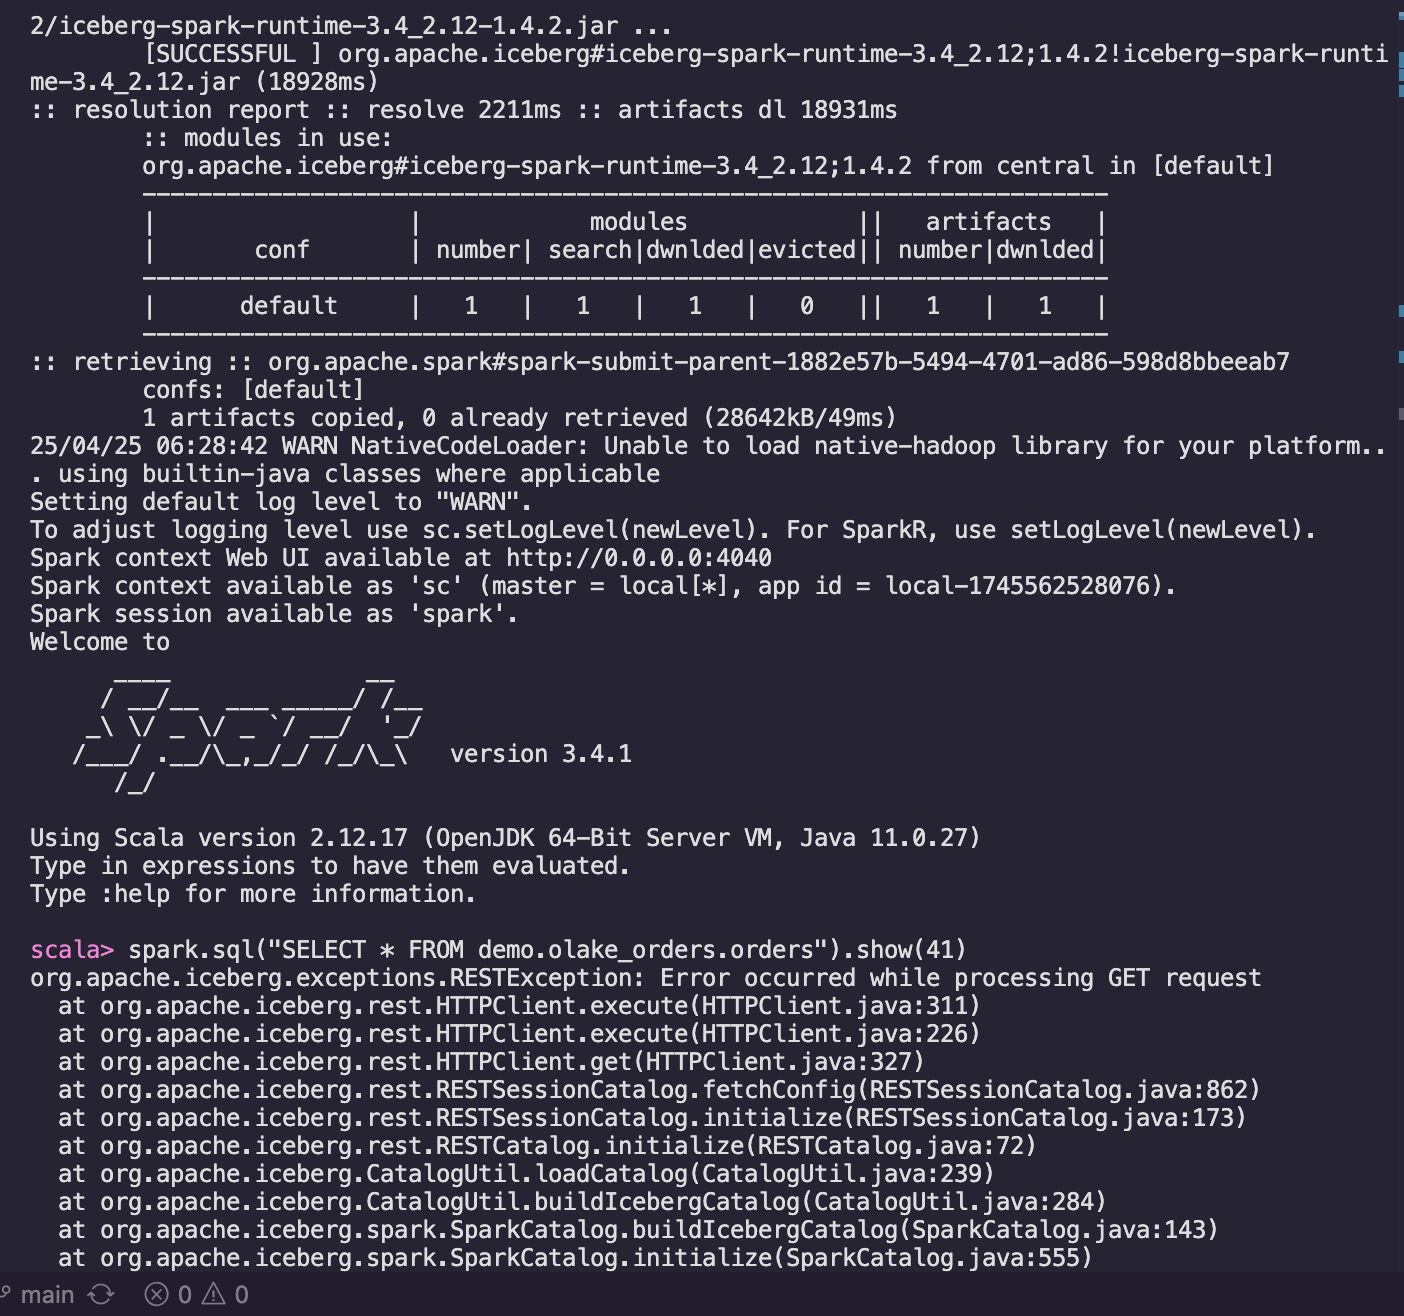 2/iceberg-spark-runtime-3.4_2.12-1.4.2.jar ...
        [SUCCESSFUL ] org.apache.iceberg#iceberg-spark-runtime-3.4_2.12;1.4.2!iceberg-spark-runti
me-3.4_2.12.jar (18928ms)
:: resolution report :: resolve 2211ms :: artifacts dl 18931ms
        :: modules in use:
        org.apache.iceberg#iceberg-spark-runtime-3.4_2.12;1.4.2 from central in [default]
        ---------------------------------------------------------------------
        |                  |            modules            ||   artifacts   |
        |       conf       | number| search|dwnlded|evicted|| number|dwnlded|
        ---------------------------------------------------------------------
        |      default     |   1   |   1   |   1   |   0   ||   1   |   1   |
        ---------------------------------------------------------------------
:: retrieving :: org.apache.spark#spark-submit-parent-1882e57b-5494-4701-ad86-598d8bbeeab7
        confs: [default]
        1 artifacts copied, 0 already retrieved (28642kB/49ms)
25/04/25 06:28:42 WARN NativeCodeLoader: Unable to load native-hadoop library for your platform..
. using builtin-java classes where applicable
Setting default log level to "WARN".
To adjust logging level use sc.setLogLevel(newLevel). For SparkR, use setLogLevel(newLevel).
Spark context Web UI available at http://0.0.0.0:4040
Spark context available as 'sc' (master = local[*], app id = local-1745562528076).
Spark session available as 'spark'.
Welcome to
      ____              __
     / __/__  ___ _____/ /__
    _\ \/ _ \/ _ `/ __/  '_/
   /___/ .__/\_,_/_/ /_/\_\   version 3.4.1
      /_/

Using Scala version 2.12.17 (OpenJDK 64-Bit Server VM, Java 11.0.27)
Type in expressions to have them evaluated.
Type :help for more information.

scala> spark.sql("SELECT * FROM demo.olake_orders.orders").show(41)
org.apache.iceberg.exceptions.RESTException: Error occurred while processing GET request
  at org.apache.iceberg.rest.HTTPClient.execute(HTTPClient.java:311)
  at org.apache.iceberg.rest.HTTPClient.execute(HTTPClient.java:226)
  at org.apache.iceberg.rest.HTTPClient.get(HTTPClient.java:327)
  at org.apache.iceberg.rest.RESTSessionCatalog.fetchConfig(RESTSessionCatalog.java:862)
  at org.apache.iceberg.rest.RESTSessionCatalog.initialize(RESTSessionCatalog.java:173)
  at org.apache.iceberg.rest.RESTCatalog.initialize(RESTCatalog.java:72)
  at org.apache.iceberg.CatalogUtil.loadCatalog(CatalogUtil.java:239)
  at org.apache.iceberg.CatalogUtil.buildIcebergCatalog(CatalogUtil.java:284)
  at org.apache.iceberg.spark.SparkCatalog.buildIcebergCatalog(SparkCatalog.java:143)
  at org.apache.iceberg.spark.SparkCatalog.initialize(SparkCatalog.java:555)
main 0 0